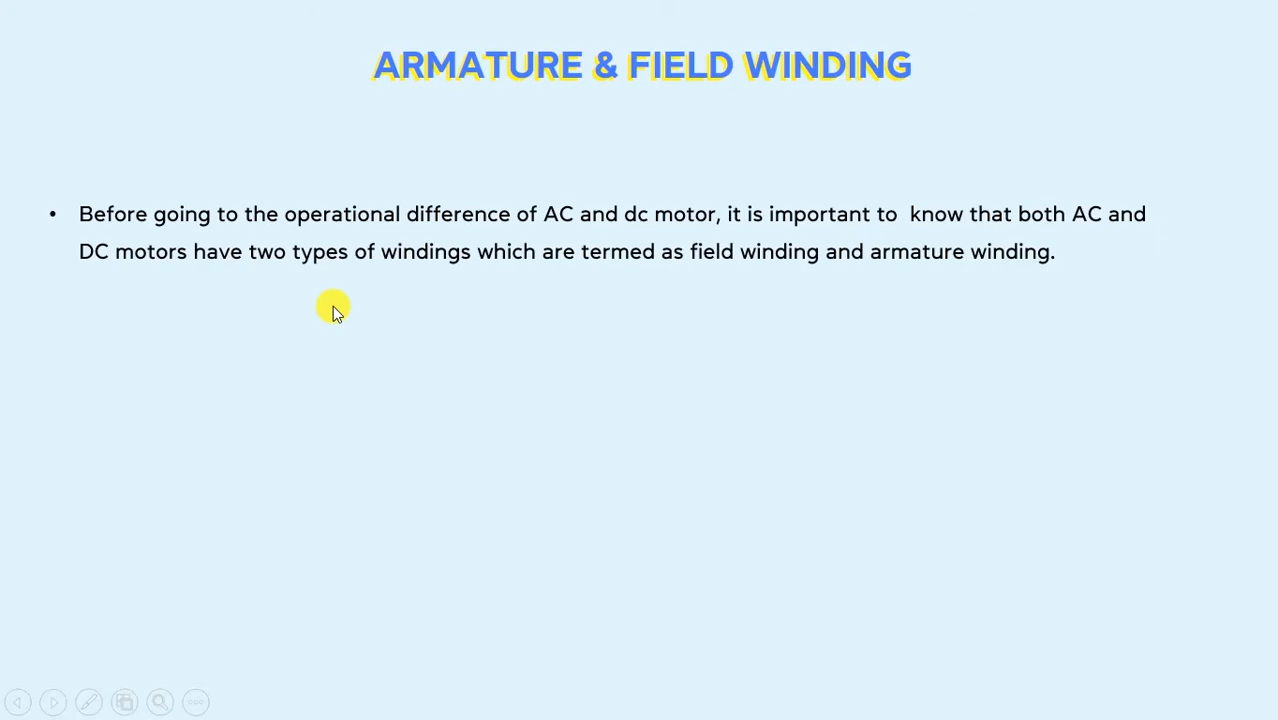 ARMATURE & FIELD WINDING
• Before going to the operational difference of AC and dc motor, it is important to  know that both AC and
DC motors have two types of windings which are termed as field winding and armature winding.